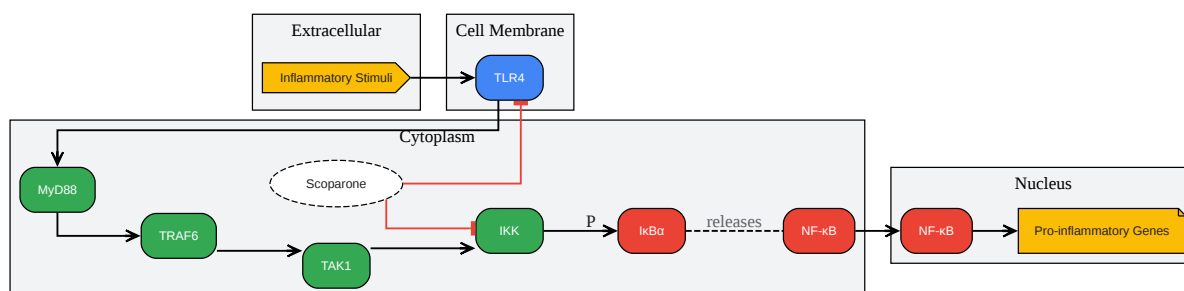 Extracellular
Cell Membrane
Inflammatory Stimuli
TLR4
Cytoplasm
MyD88
Scoparone
Nucleus
TRAF6
TAK1
IKK
P
IκBα
releases
NF-κB
NF-κB
Pro-inflammatory Genes